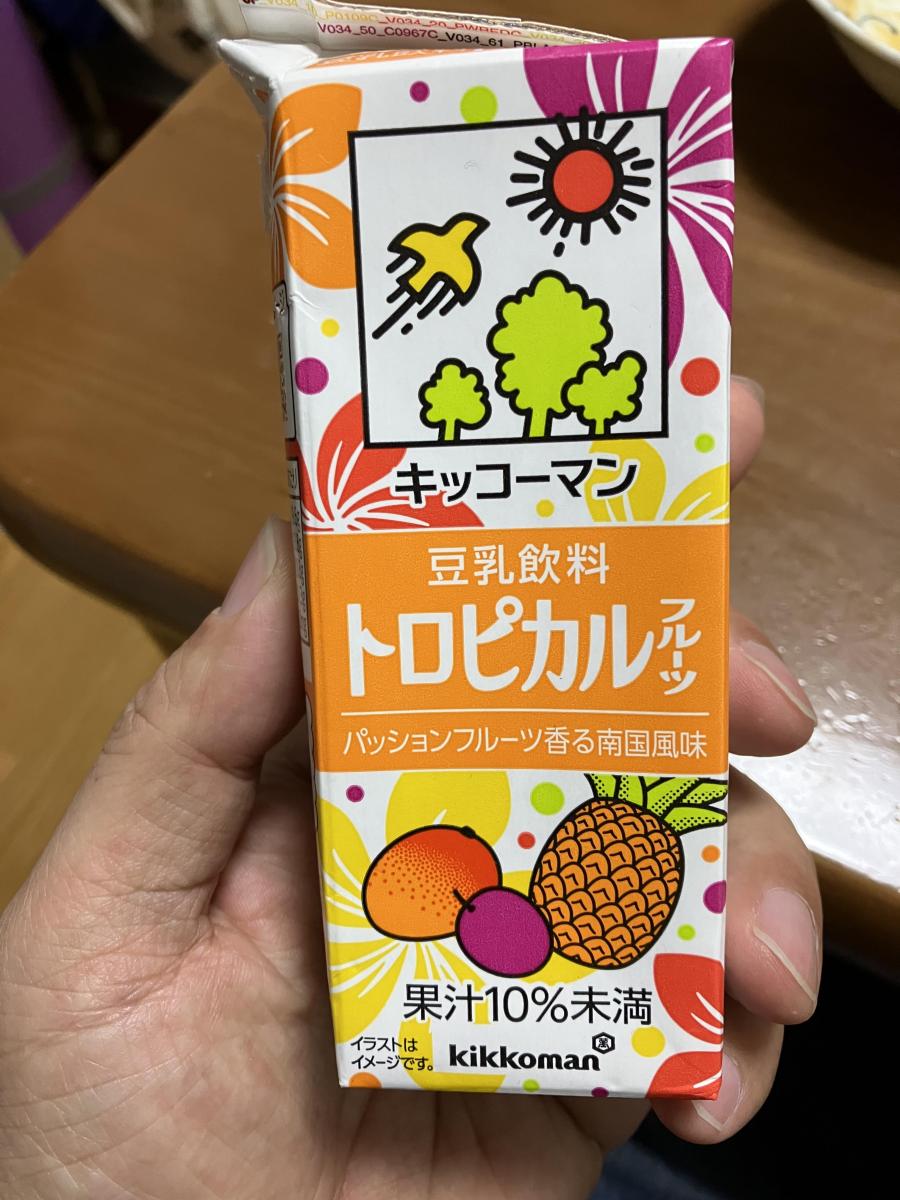 V034_50_C0967C_V034_61_PBLA
キッコーマン
豆乳飲料
トロピカルフルーツ
パッションフルーツ香る南国風味
果汁10%未満
イラストは
イメージです。
kikkoman